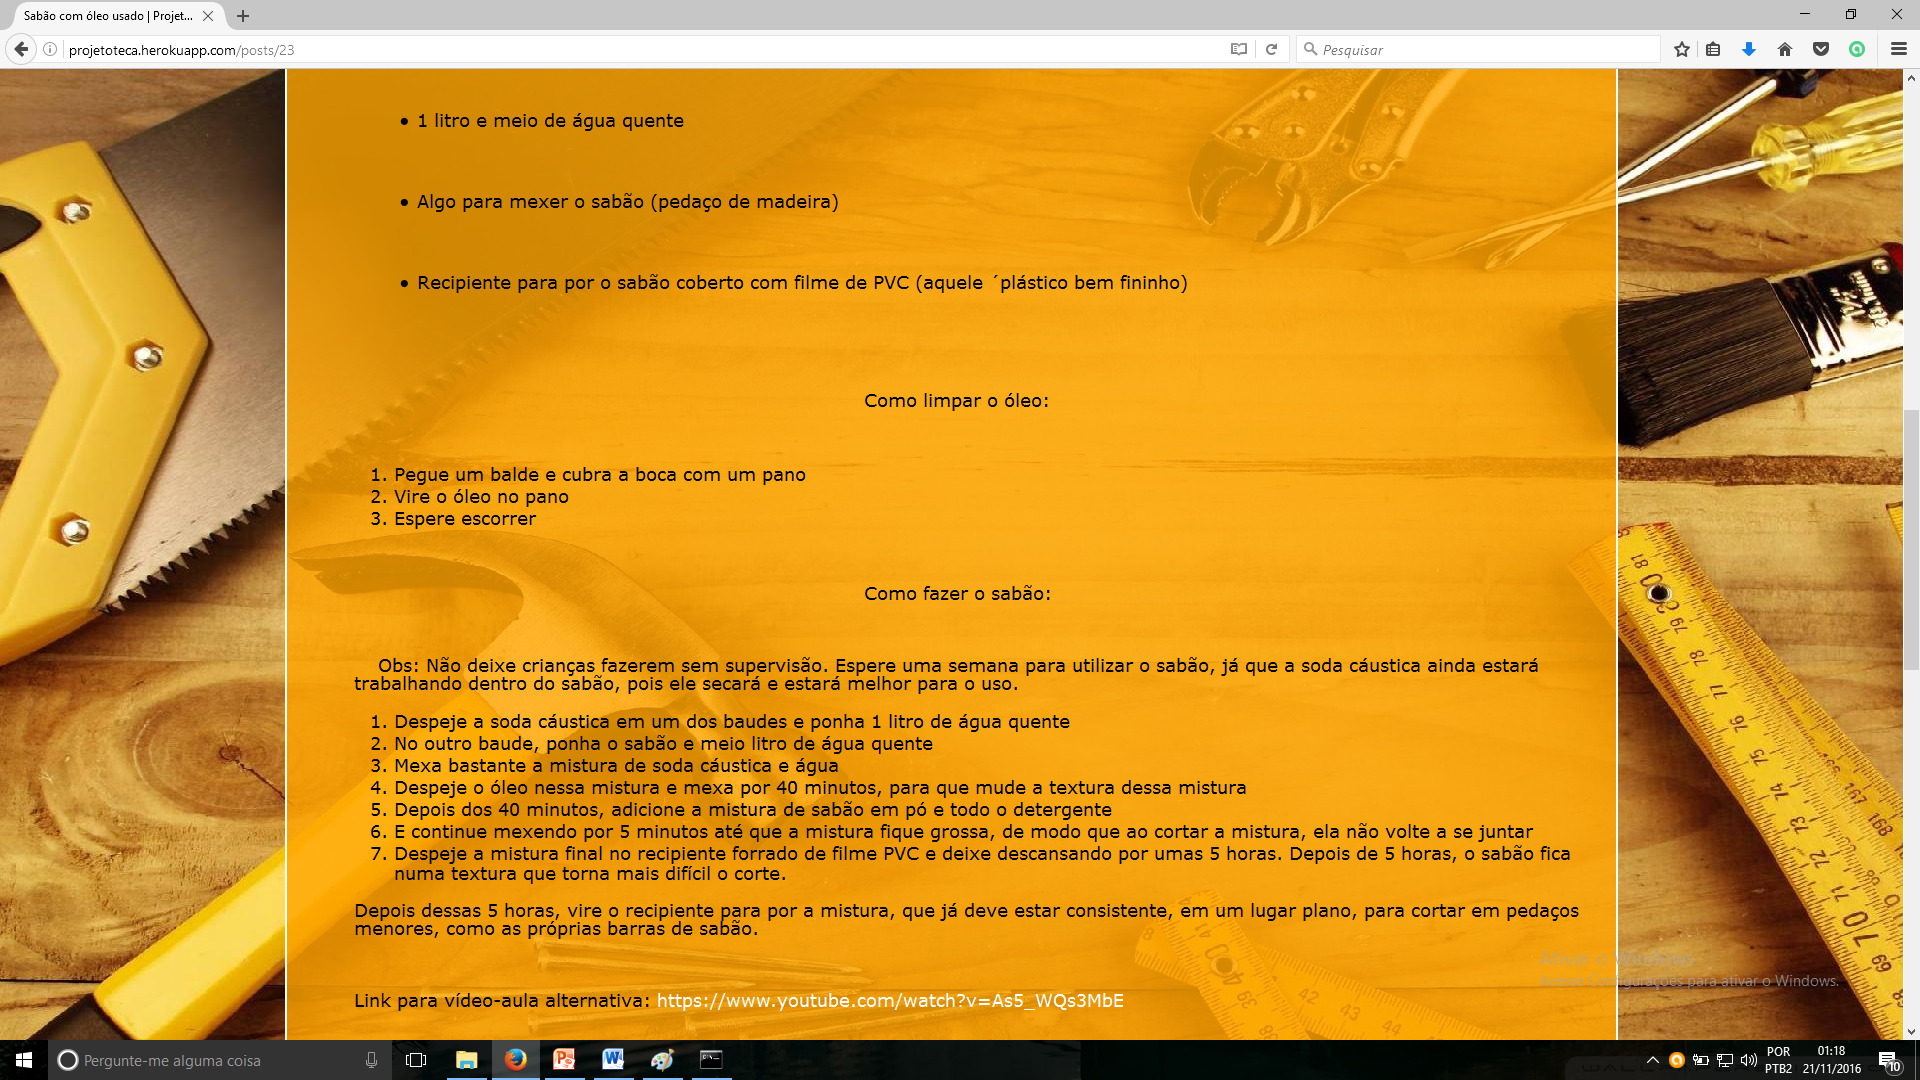 Sabão com óleo usado | Projet...
projetoteca.herokuapp.com/posts/23
Pesquisar
1 litro e meio de água quente
Algo para mexer o sabão (pedaço de madeira)
Recipiente para por o sabão coberto com filme de PVC (aquele ´plástico bem fininho)
Como limpar o óleo:
1. Pegue um balde e cubra a boca com um pano
2. Vire o óleo no pano
3. Espere escorrer
Como fazer o sabão:
Obs: Não deixe crianças fazerem sem supervisão. Espere uma semana para utilizar o sabão, já que a soda cáustica ainda estará
trabalhando dentro do sabão, pois ele secará e estará melhor para o uso.
1. Despeje a soda cáustica em um dos baudes e ponha 1 litro de água quente
2. No outro baude, ponha o sabão e meio litro de água quente
3. Mexa bastante a mistura de soda cáustica e água
4. Despeje o óleo nessa mistura e mexa por 40 minutos, para que mude a textura dessa mistura
5. Depois dos 40 minutos, adicione a mistura de sabão em pó e todo o detergente
6. E continue mexendo por 5 minutos até que a mistura fique grossa, de modo que ao cortar a mistura, ela não volte a se juntar
7. Despeje a mistura final no recipiente forrado de filme PVC e deixe descansando por umas 5 horas. Depois de 5 horas, o sabão fica
numa textura que torna mais difícil o corte.
Depois dessas 5 horas, vire o recipiente para por a mistura, que já deve estar consistente, em um lugar plano, para cortar em pedaços
menores, como as próprias barras de sabão.
Ativar o Windows
para ativar o Windows.
Link para vídeo-aula alternativa: https://www.youtube.com/watch?v=As5_WQs3MbE
Pergunte-me alguma coisa
POR
PTB2
01:18
21/11/2016
10